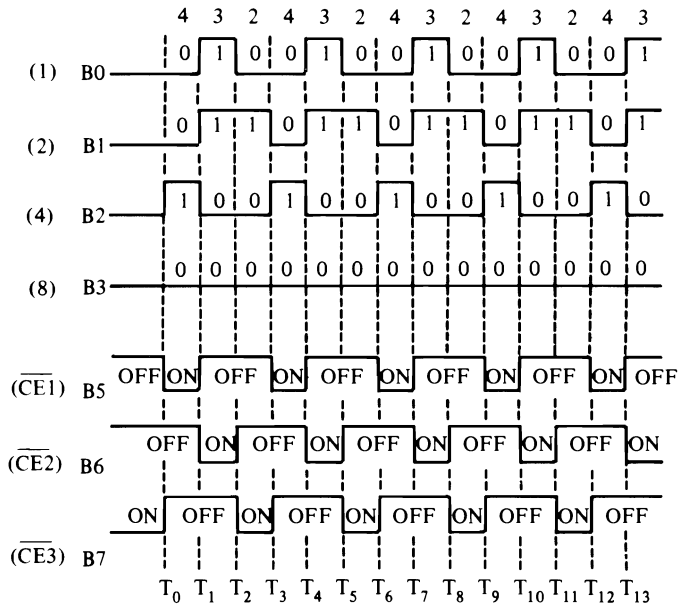 4 3 2 4 3 2 4 3 2 4 3 2 4 3
(1) B0 0 1 0 0 1 0 0 1 0 0 1 0 0 1
(2) B1 0 1 1 0 1 1 0 1 1 0 1 1 0 1
(4) B2 1 0 0 1 0 0 1 0 0 1 0 0 1 0
(8) B3 0 0 0 0 0 0 0 0 0 0 0 0 0 0
(C̅E̅1̅) B5 OFF ON OFF ON OFF ON OFF ON OFF ON OFF
(C̅E̅2̅) B6 OFF ON OFF ON OFF ON OFF ON OFF ON
(C̅E̅3̅) B7 ON OFF ON OFF ON OFF ON OFF ON OFF
T₀ T₁ T₂ T₃ T₄ T₅ T₆ T₇ T₈ T₉ T₁₀ T₁₁ T₁₂ T₁₃